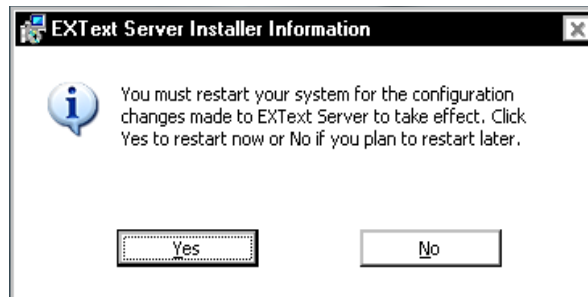 EXText Server Installer Information
You must restart your system for the configuration
changes made to EXText Server to take effect. Click
Yes to restart now or No if you plan to restart later.
Yes
No